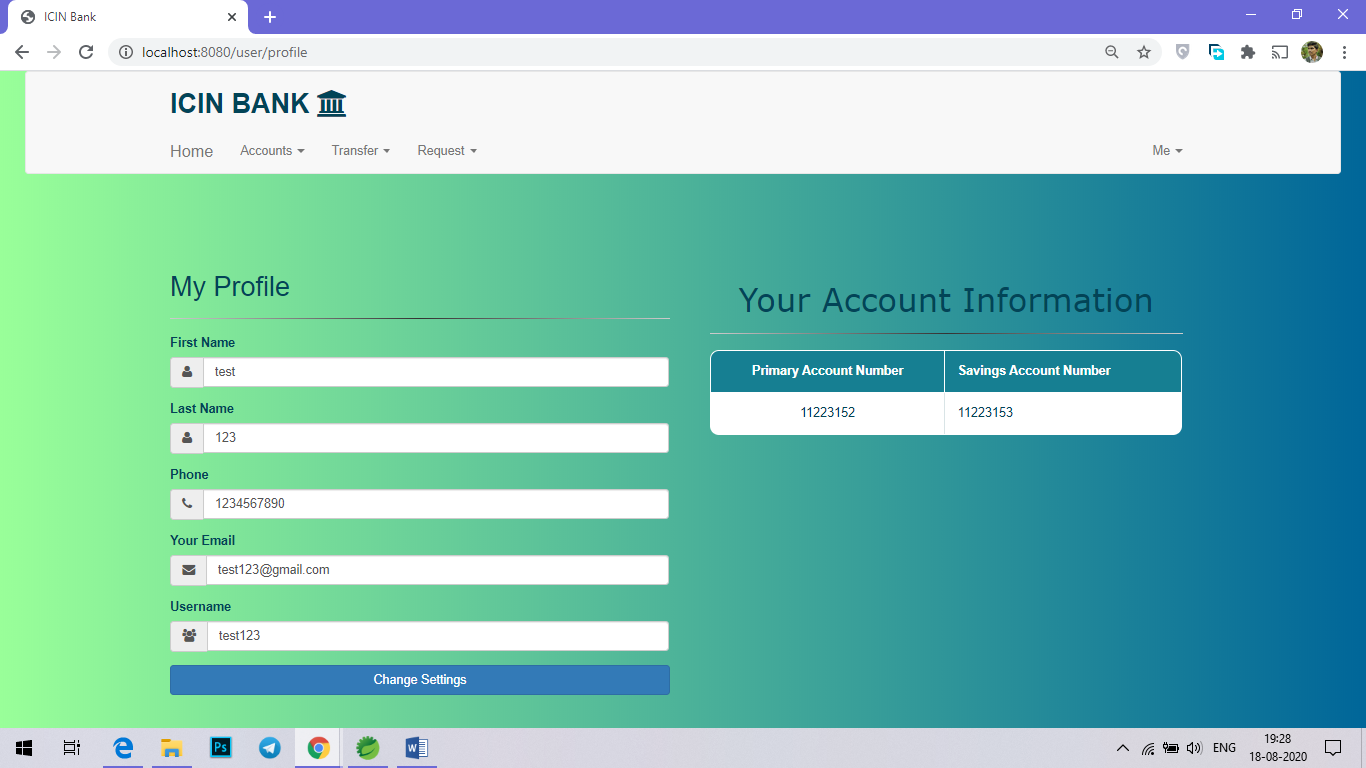 ICIN Bank
localhost:8080/user/profile
ICIN BANK
Home Accounts Transfer Request Me
My Profile
First Name
test
Last Name
123
Phone
1234567890
Your Email
test123@gmail.com
Username
test123
Change Settings
Your Account Information
Primary Account Number Savings Account Number
11223152 11223153
Ps
W
ENG
19:28
18-08-2020